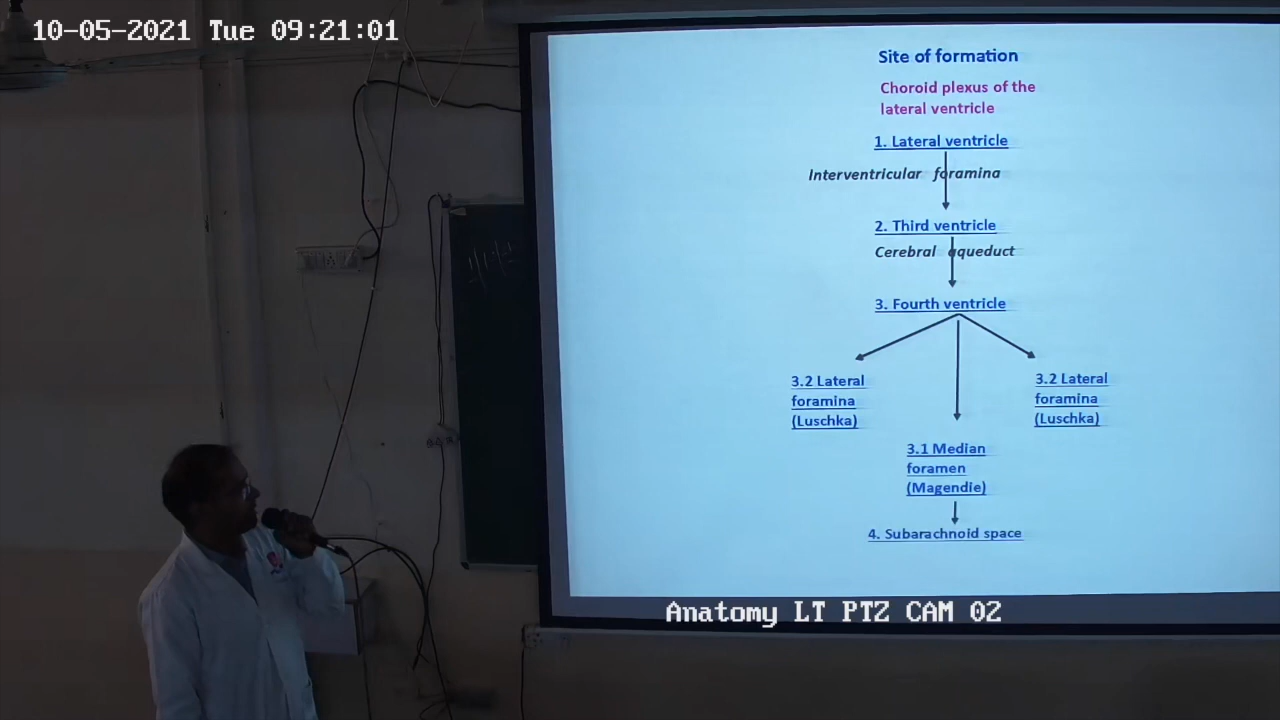 10-05-2021 Tue 09:21:01
Site of formation
Choroid plexus of the
lateral ventricle
1. Lateral ventricle
Interventricular foramina
2. Third ventricle
Cerebral aqueduct
3. Fourth ventricle
3.2 Lateral
foramina
(Luschka)
3.2 Lateral
foramina
(Luschka)
3.1 Median
foramen
(Magendie)
4. Subarachnoid space
Anatomy LT PTZ CAM 02